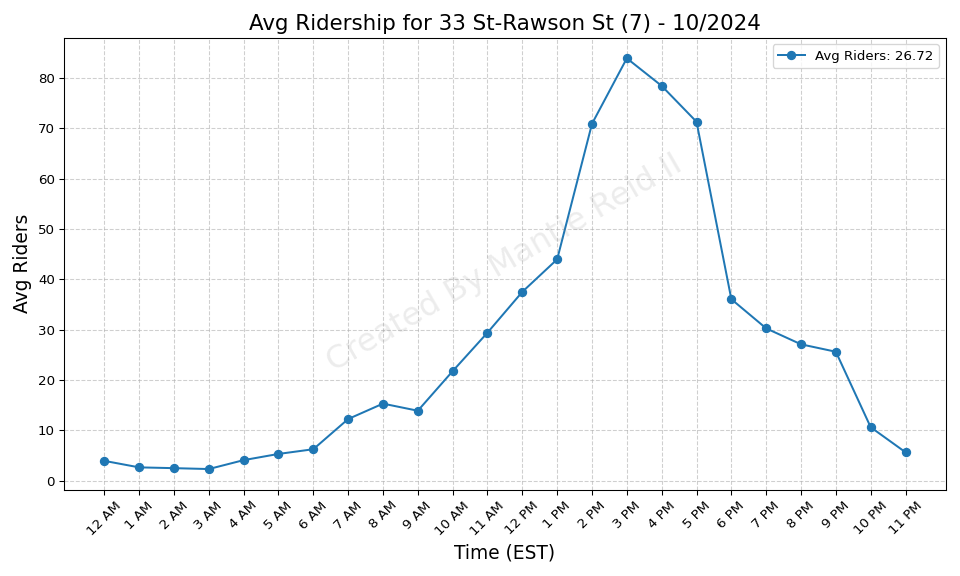 Avg Ridership for 33 St-Rawson St (7) - 10/2024
Avg Riders: 26.72
80
70
60
50
40
30
20
10
0
Avg Riders
Created By Mantie Reid II
12 AM
1 AM
2 AM
3 AM
4 AM
5 AM
6 AM
7 AM
8 AM
9 AM
10 AM
11 AM
12 PM
1 PM
2 PM
3 PM
4 PM
5 PM
6 PM
7 PM
8 PM
9 PM
10 PM
11 PM
Time (EST)